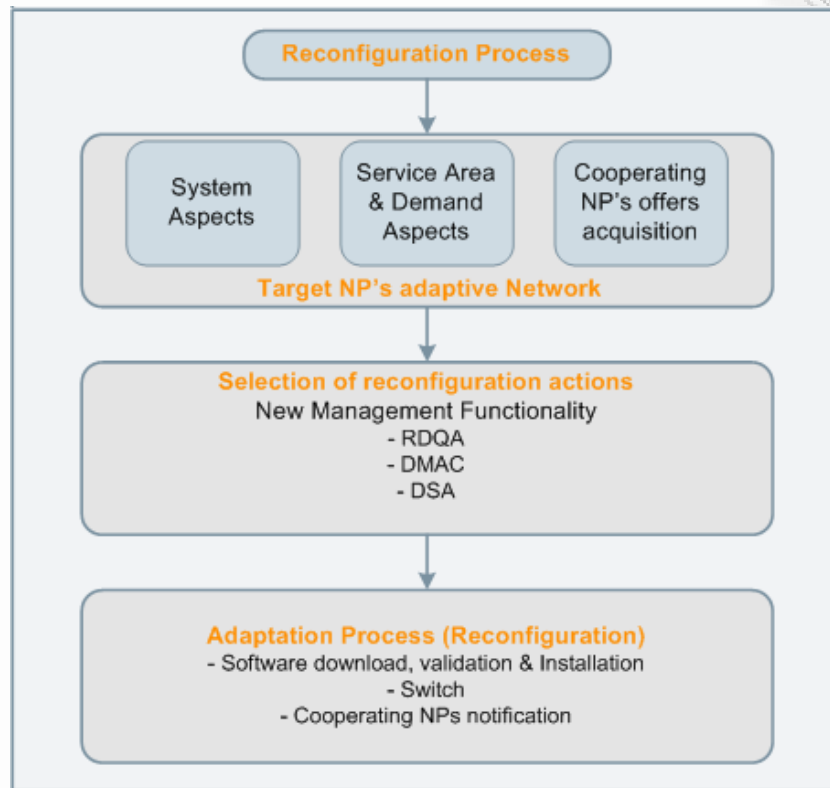 Reconfiguration Process
System
Aspects
Service Area
& Demand
Aspects
Cooperating
NP's offers
acquisition
Target NP's adaptive Network
Selection of reconfiguration actions
New Management Functionality
- RDQA
- DMAC
- DSA
Adaptation Process (Reconfiguration)
- Software download, validation & Installation
- Switch
- Cooperating NPs notification